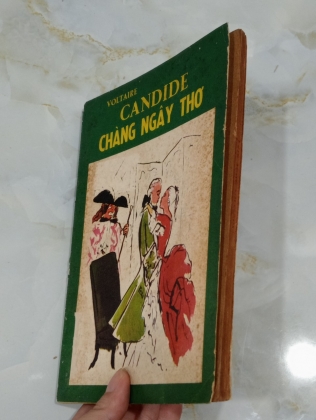 VOLTAIRE
CANDIDE
CHÀNG NGÂY THƠ